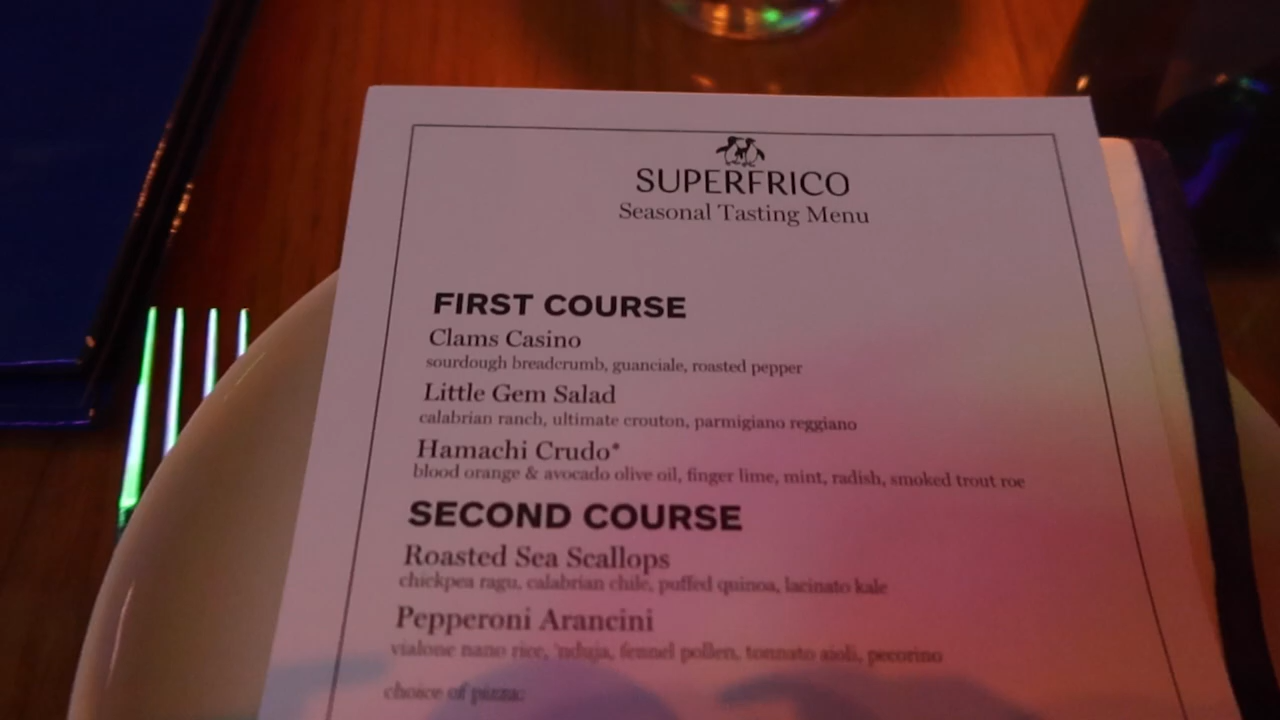 SUPERFRICO
Seasonal Tasting Menu
FIRST COURSE
Clams Casino
sourdough breadcrumb, guanciale, roasted pepper
Little Gem Salad
calabrian ranch, ultimate crouton, parmigiano reggiano
Hamachi Crudo*
blood orange & avocado olive oil, finger lime, mint, radish, smoked trout roe
SECOND COURSE
Roasted Sea Scallops
chickpea ragu, calabrian chile, puffed quinoa, lacinato kale
Pepperoni Arancini
vialone nano rice, 'nduja, fennel pollen, tonnato aioli, pecorino
choice of pizza: